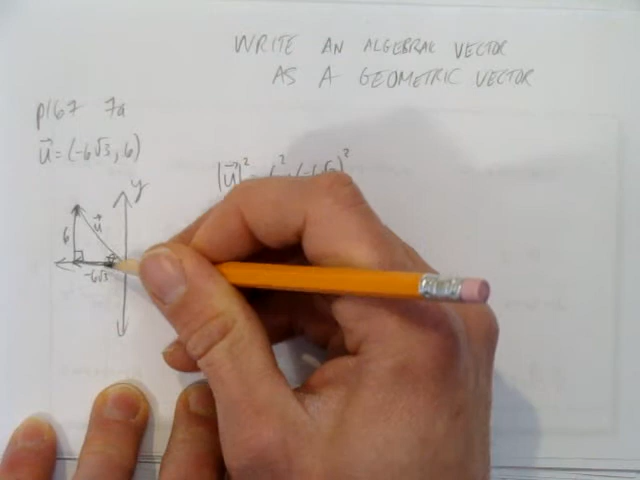 WRITE AN ALGEBRAIC VECTOR
AS A GEOMETRIC VECTOR
p167 7a
u⃗ = (-6√3, 6)
|u⃗|² =
y
6
u⃗
-6√3